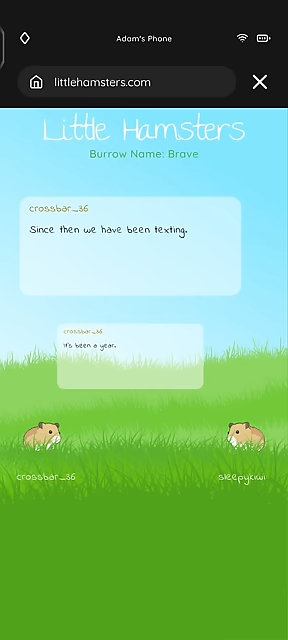 Adam's Phone
littlehamsters.com
Little Hamsters
Burrow Name: Brave
crossbar_36
Since then we have been texting.
crossbar_36
It's been a year.
crossbar_36
sleepykiwi